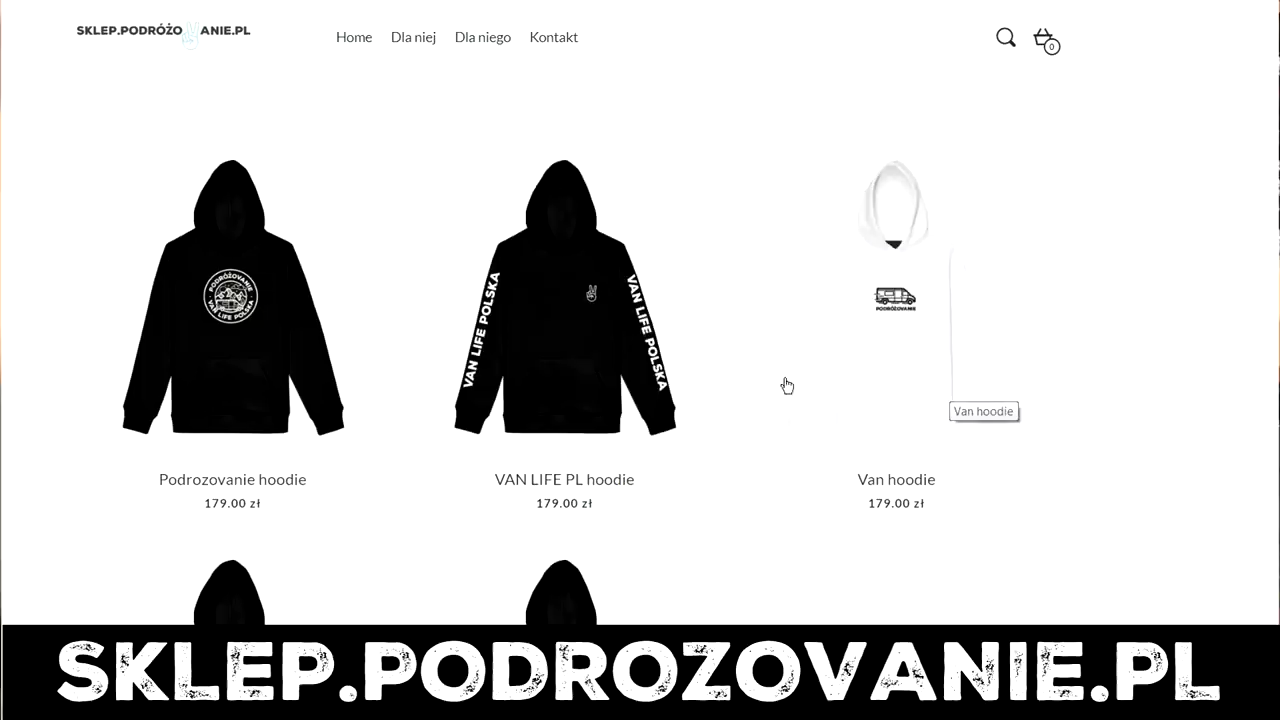 SKLEP.PODRÓŻO ANIE.PL
Home Dla niej Dla niego Kontakt
0
PODRÓŻOVANIE
VAN LIFE POLSKA
VAN LIFE POLSKA
VAN LIFE POLSKA
PODRÓŻOVANIE
Van hoodie
Podrozovanie hoodie
179.00 zł
VAN LIFE PL hoodie
179.00 zł
Van hoodie
179.00 zł
SKLEP.PODROZOVANIE.PL